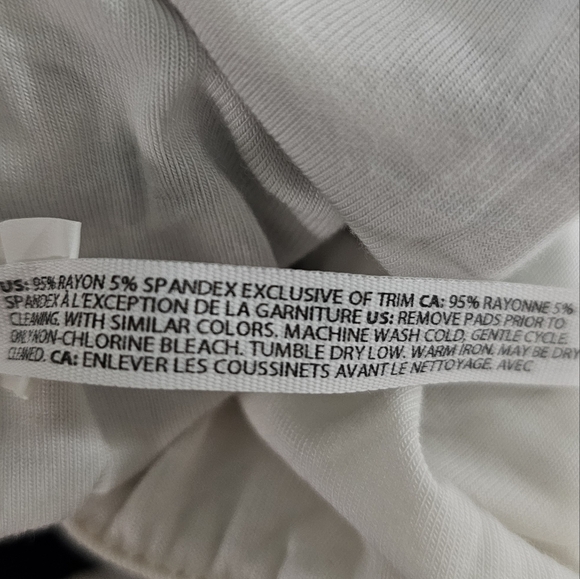 US: 95% RAYON 5% SPANDEX EXCLUSIVE OF TRIM CA: 95% RAYONNE 5%
SPANDEX À L'EXCEPTION DE LA GARNITURE US: REMOVE PADS PRIOR TO
CLEANING. WITH SIMILAR COLORS. MACHINE WASH COLD, GENTLE CYCLE.
ONLY NON-CHLORINE BLEACH. TUMBLE DRY LOW. WARM IRON. MAY BE DRY
CLEANED. CA: ENLEVER LES COUSSINETS AVANT LE NETTOYAGE. AVEC